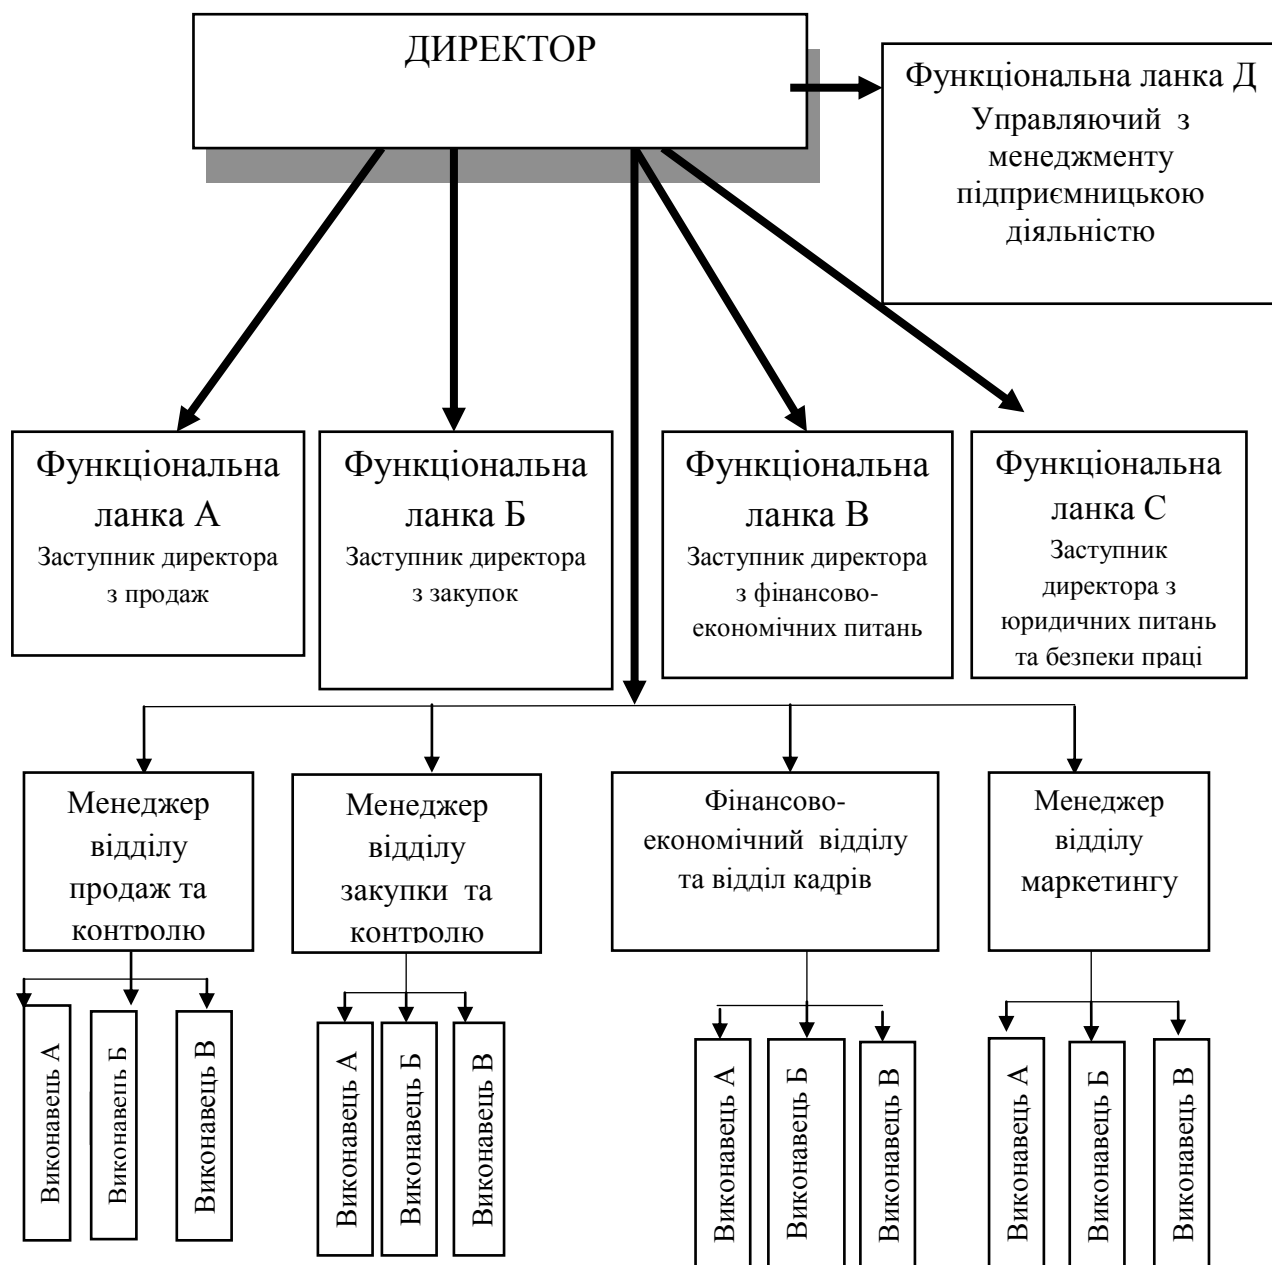 ДИРЕКТОР
Функціональна ланка Д
Управляючий з
менеджменту
підприємницькою
діяльністю
Функціональна
ланка А
Заступник директора
з продаж
Функціональна
ланка Б
Заступник директора
з закупок
Функціональна
ланка В
Заступник директора
з фінансово-
економічних питань
Функціональна
ланка С
Заступник
директора з
юридичних питань
та безпеки праці
Менеджер
відділу
продаж та
контролю
Менеджер
відділу
закупки та
контролю
Фінансово-
економічний відділу
та відділ кадрів
Менеджер
відділу
маркетингу
Виконавець А
Виконавець Б
Виконавець В
Виконавець А
Виконавець Б
Виконавець В
Виконавець А
Виконавець Б
Виконавець В
Виконавець А
Виконавець Б
Виконавець В